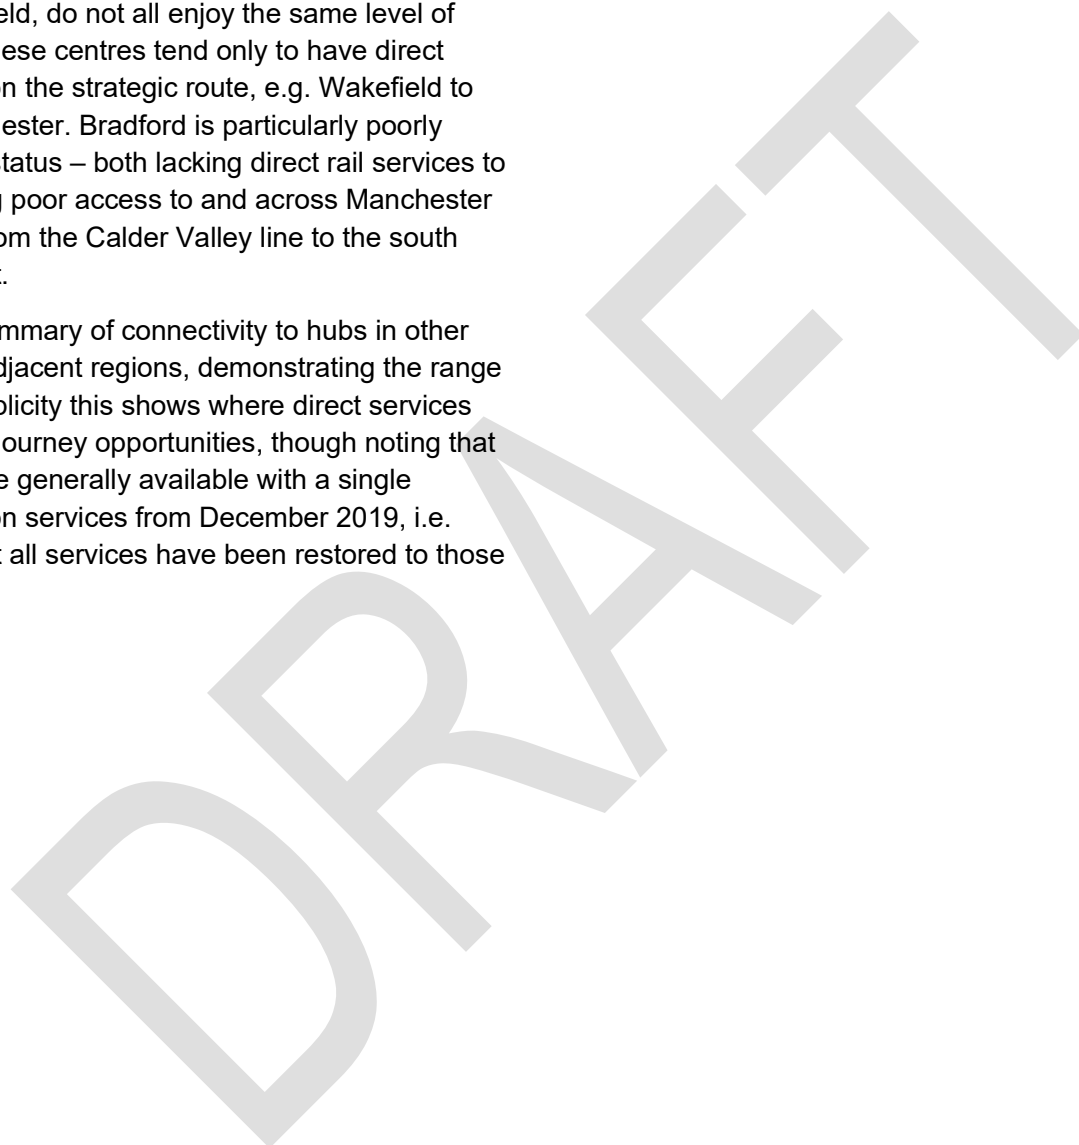 eld, do not all enjoy the same level of
ese centres tend only to have direct
n the strategic route, e.g. Wakefield to
ester. Bradford is particularly poorly
status – both lacking direct rail services to
g poor access to and across Manchester
om the Calder Valley line to the south
t.
mmary of connectivity to hubs in other
djacent regions, demonstrating the range
plicity this shows where direct services
ourney opportunities, though noting that
e generally available with a single
on services from December 2019, i.e.
t all services have been restored to those
DRAFT